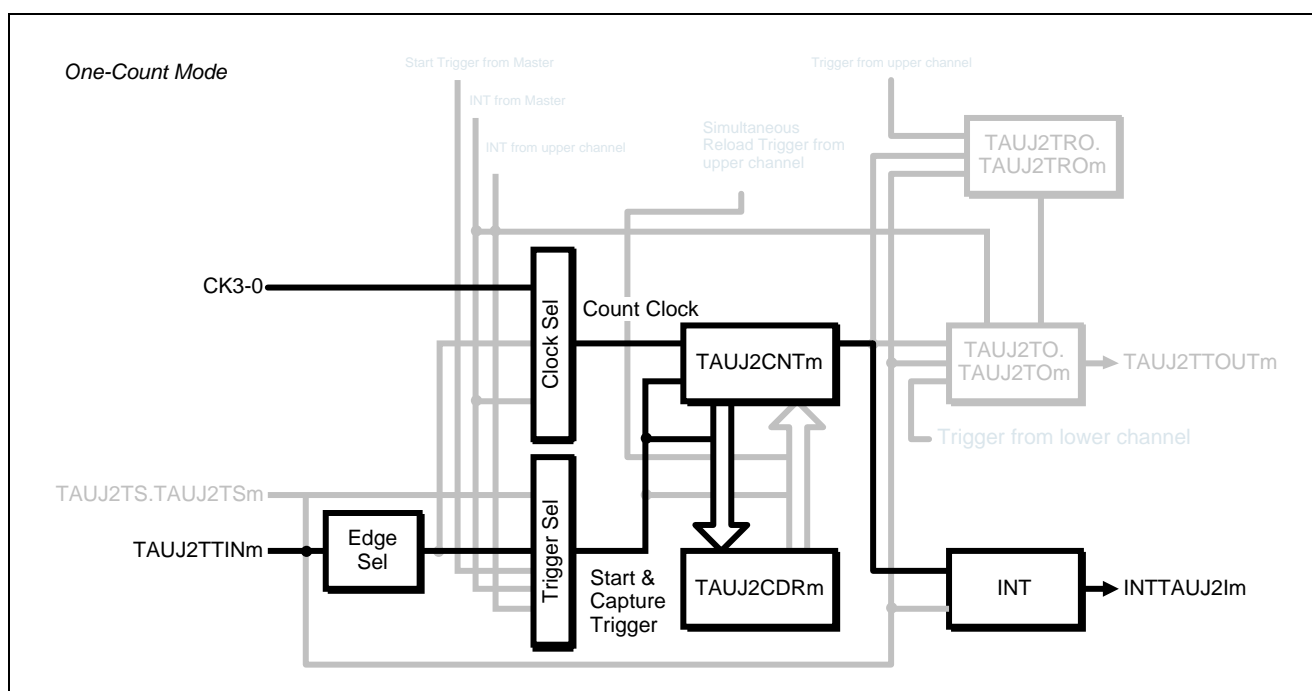 One-Count Mode
Start Trigger from Master
Trigger from upper channel
INT from Master
INT from upper channel
Simultaneous
Reload Trigger from
upper channel
TAUJ2TRO.
TAUJ2TROm
CK3-0
Clock Sel
Count Clock
TAUJ2CNTm
TAUJ2TO.
TAUJ2TOm
TAUJ2TTOUTm
Trigger from lower channel
TAUJ2TS.TAUJ2TSm
TAUJ2TTINm
Edge
Sel
Trigger Sel
Start &
Capture
Trigger
TAUJ2CDRm
INT
INTTAUJ2Im